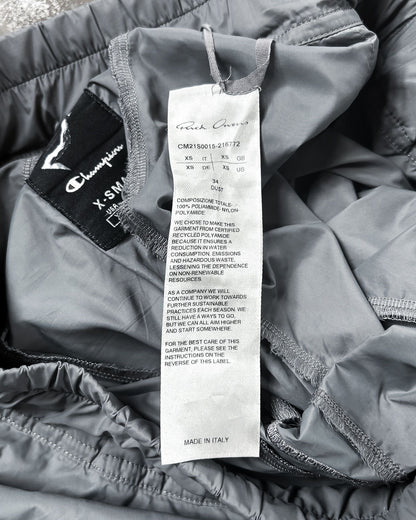 Champion
X-SMA
Rick Owens
CM21S0015-216772
XS IT XS GB
XS DE XS US
34
DUST
COMPOSIZIONE TOTALE-
100% POLIAMIDE- NYLON-
POLYAMIDE
WE CHOSE TO MAKE THIS
GARMENT FROM CERTIFIED
RECYCLED POLYAMIDE
BECAUSE IT ENSURES A
REDUCTION IN WATER
CONSUMPTION, EMISSIONS
AND HAZARDOUS WASTE,
LESSENING THE DEPENDENCE
ON NON-RENEWABLE
RESOURCES
AS A COMPANY WE WILL
CONTINUE TO WORK TOWARDS
FURTHER SUSTAINABLE
PRACTICES EACH SEASON. WE
STILL HAVE A WAYS TO GO,
BUT WE CAN ALL AIM HIGHER
AND START SOMEWHERE.
FOR THE BEST CARE OF THIS
GARMENT, PLEASE SEE THE
INSTRUCTIONS ON THE
REVERSE OF THIS LABEL.
MADE IN ITALY